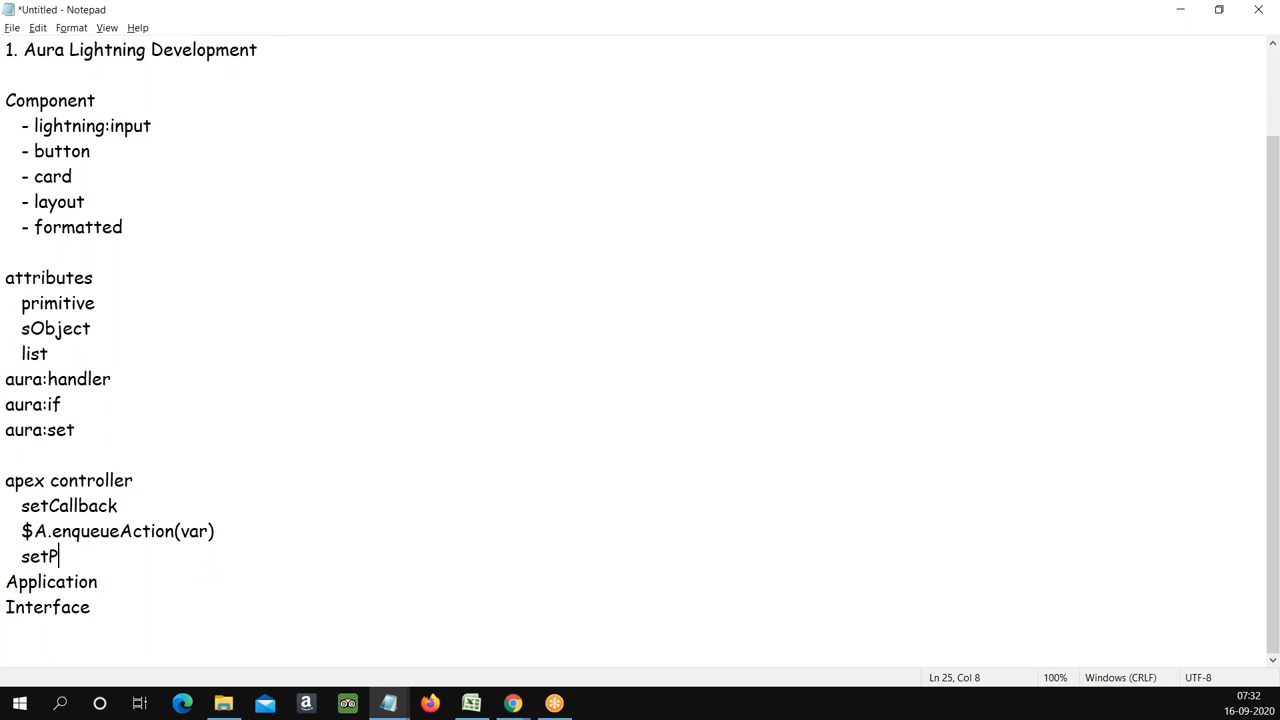 *Untitled - Notepad
File Edit Format View Help
1. Aura Lightning Development
Component
- lightning:input
- button
- card
- layout
- formatted
attributes
primitive
sObject
list
aura:handler
aura:if
aura:set
apex controller
setCallback
$A.enqueueAction(var)
setP
Application
Interface
Ln 25, Col 8 100% Windows (CRLF) UTF-8
07:32
16-09-2020